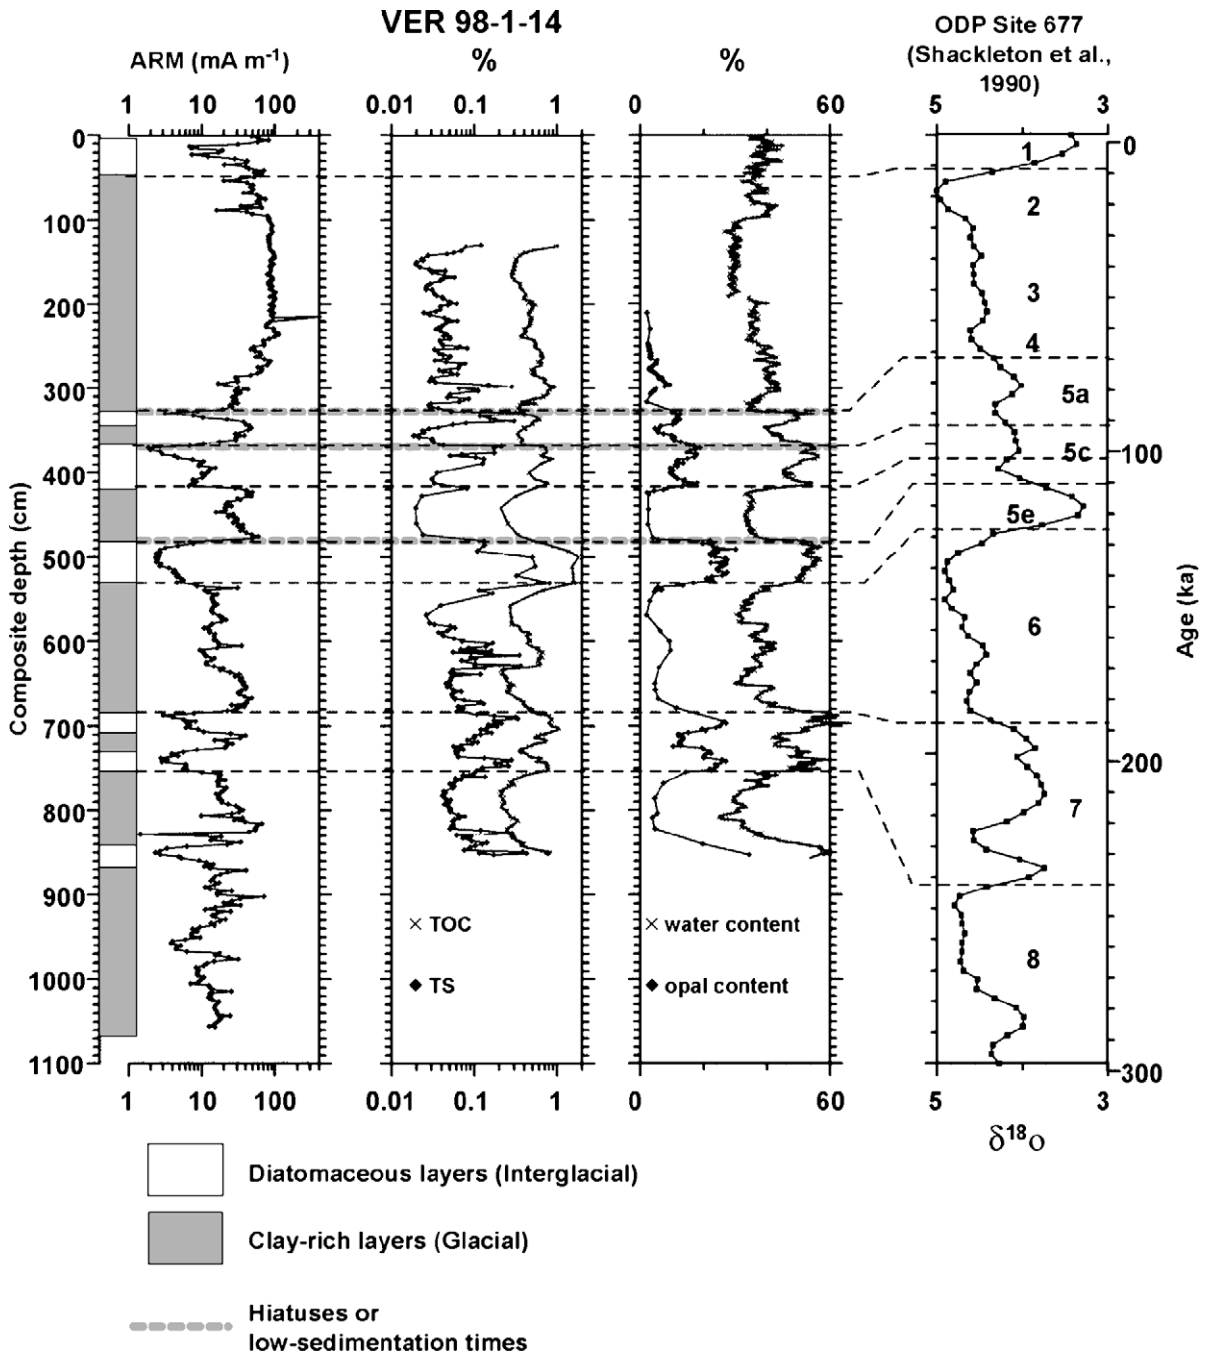 VER 98-1-14
ODP Site 677
(Shackleton et al.,
1990)
ARM (mA m⁻¹)
%
%
1 10 100
0.01 0.1 1
0 60
5 3
0
100
200
300
400
500
600
700
800
900
1000
1100
Composite depth (cm)
1
2
3
4
5a
5c
5e
6
7
8
0
100
200
300
Age (ka)
× TOC
◆ TS
× water content
◆ opal content
1 10 100
0.01 0.1 1
0 60
5 3
δ¹⁸O
Diatomaceous layers (Interglacial)
Clay-rich layers (Glacial)
Hiatuses or
low-sedimentation times